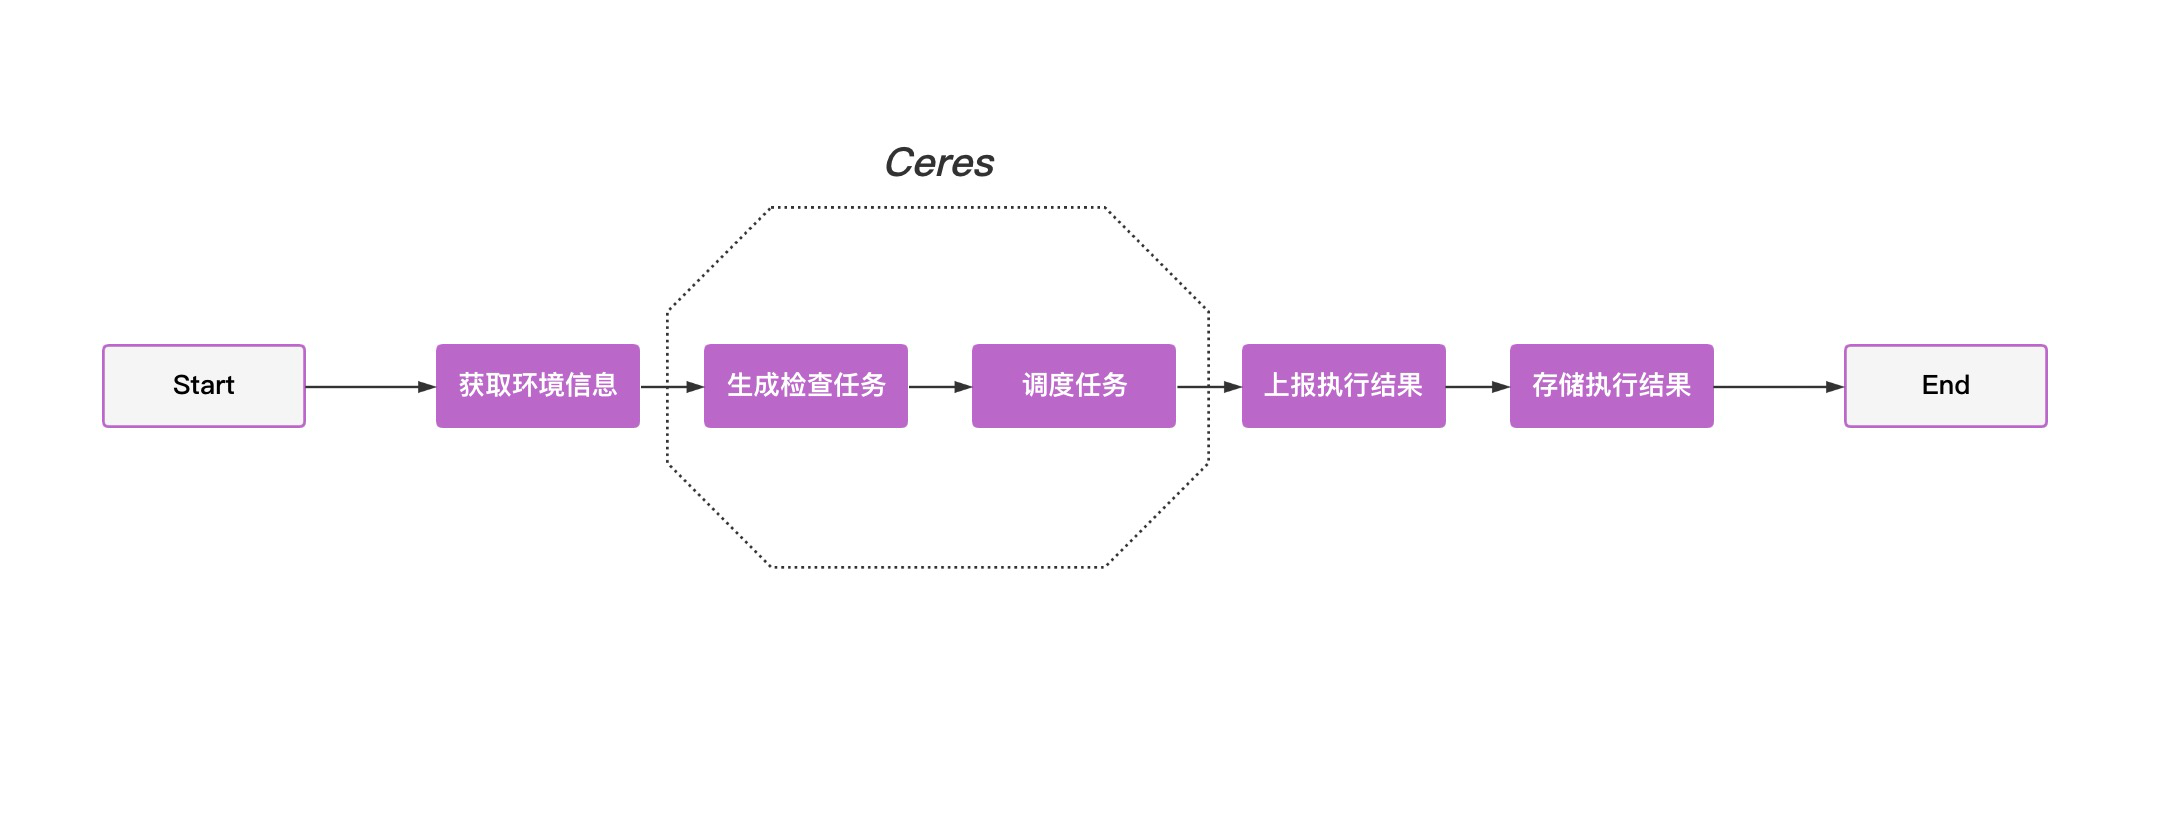 Ceres
Start
获取环境信息
生成检查任务
调度任务
上报执行结果
存储执行结果
End